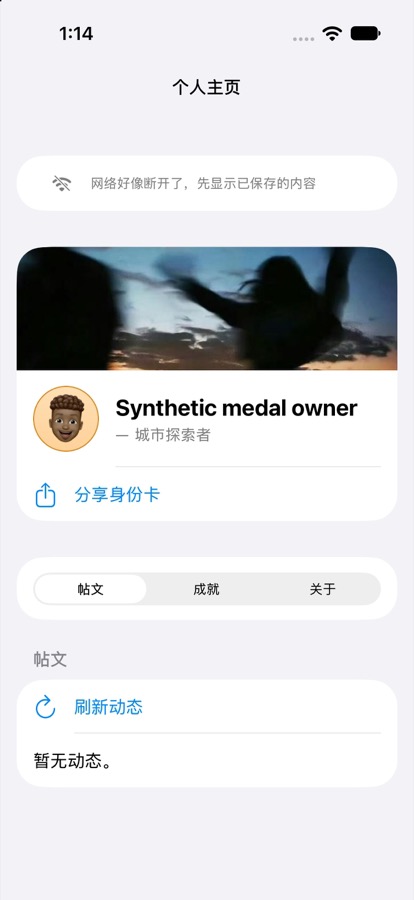 1:14
个人主页
网络好像断开了，先显示已保存的内容
Synthetic medal owner
— 城市探索者
分享身份卡
帖文 成就 关于
帖文
刷新动态
暂无动态。